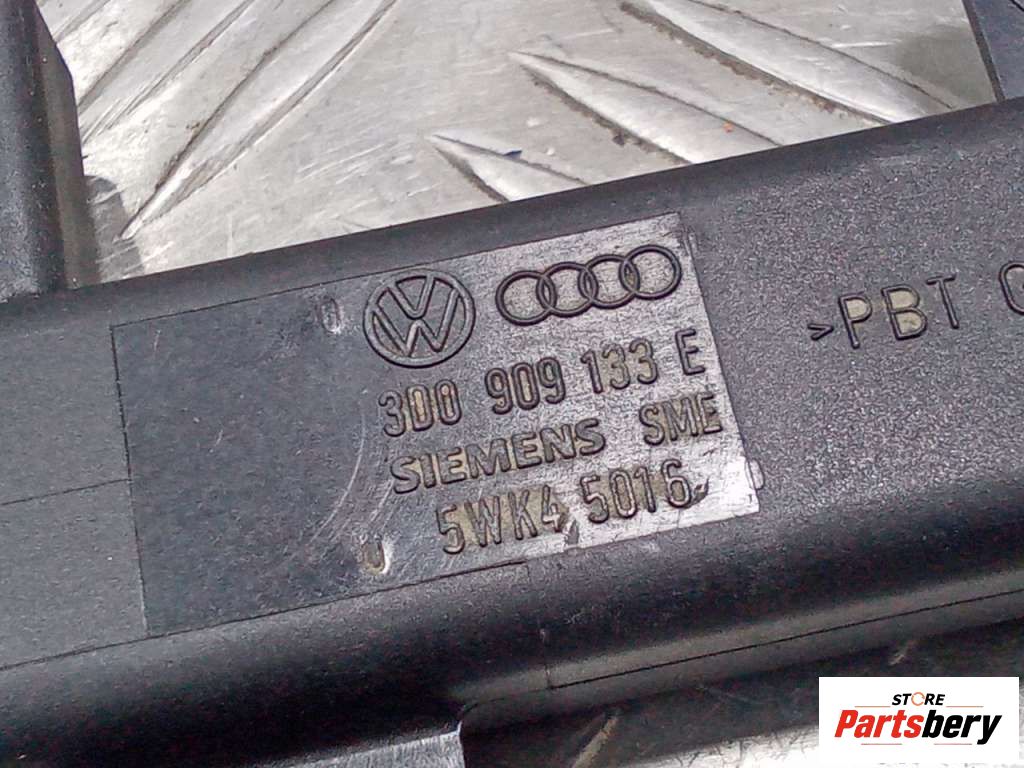 3D0 909 133 E
SIEMENS SME
5WK4 5016
>PBT
STORE
Partsbery